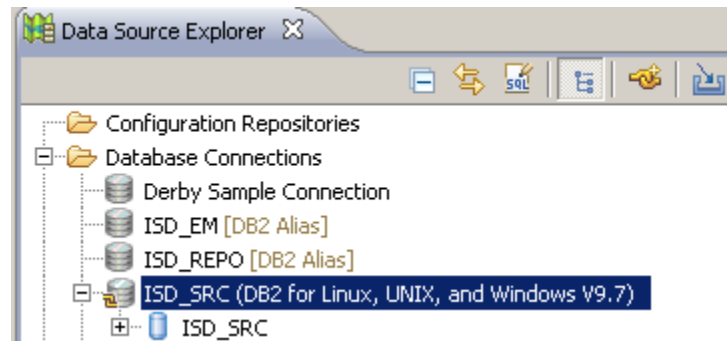 Data Source Explorer
SQL
Configuration Repositories
Database Connections
Derby Sample Connection
ISD_EM [DB2 Alias]
ISD_REPO [DB2 Alias]
ISD_SRC (DB2 for Linux, UNIX, and Windows V9.7)
ISD_SRC